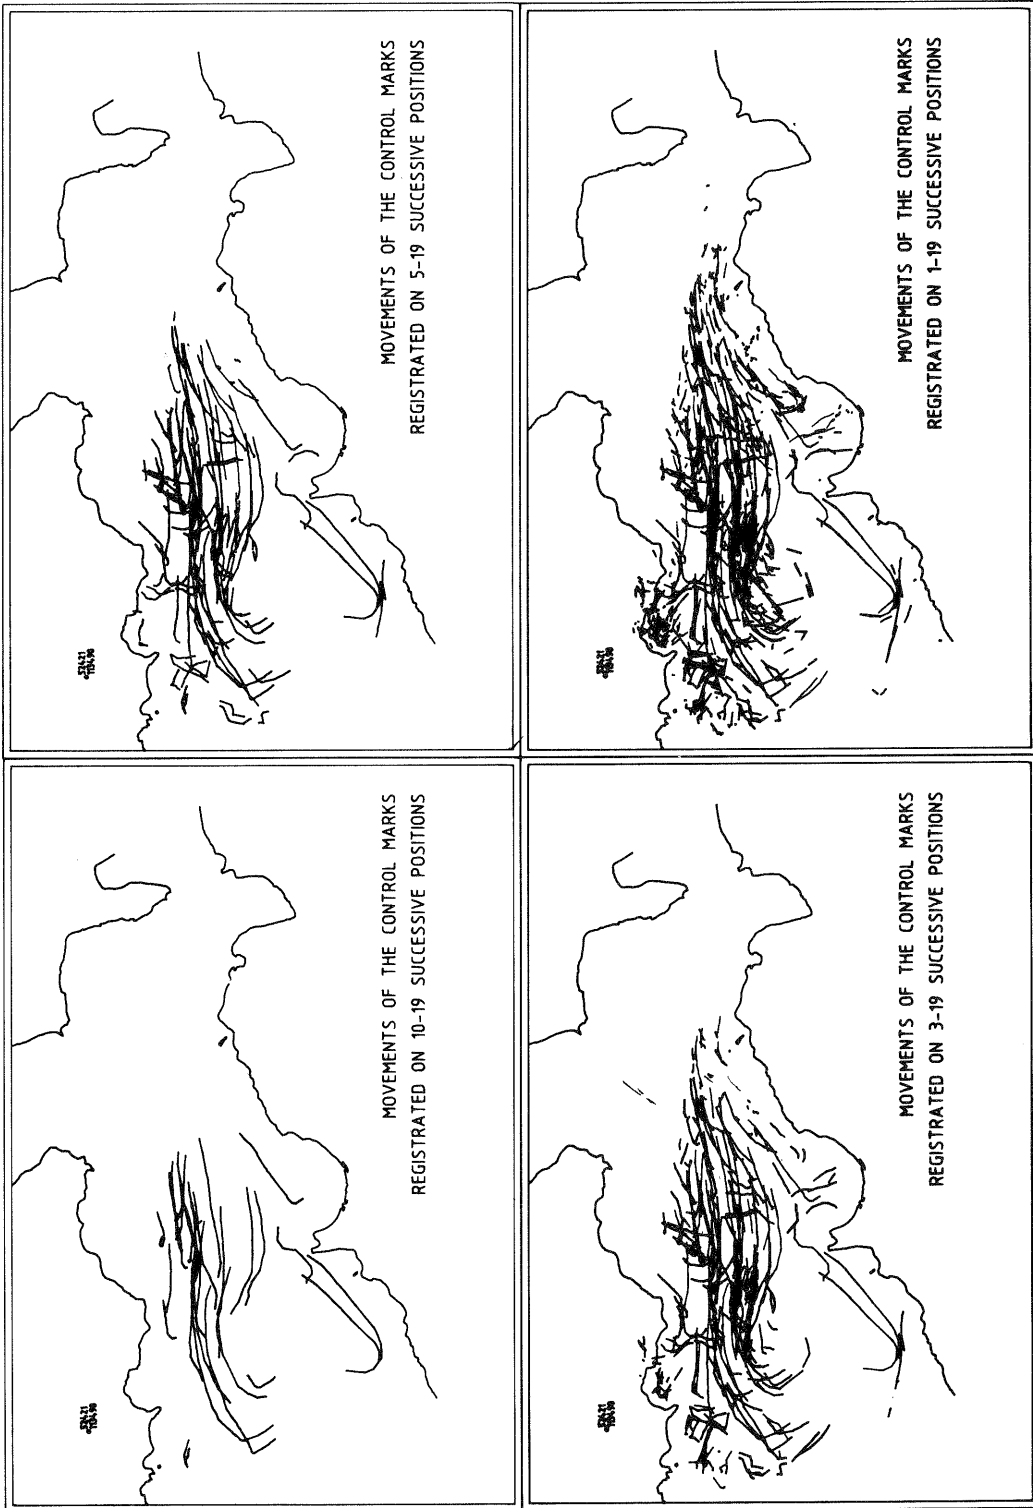 MOVEMENTS OF THE CONTROL MARKS
REGISTRATED ON 5-19 SUCCESSIVE POSITIONS
MOVEMENTS OF THE CONTROL MARKS
REGISTRATED ON 1-19 SUCCESSIVE POSITIONS
MOVEMENTS OF THE CONTROL MARKS
REGISTRATED ON 10-19 SUCCESSIVE POSITIONS
MOVEMENTS OF THE CONTROL MARKS
REGISTRATED ON 3-19 SUCCESSIVE POSITIONS